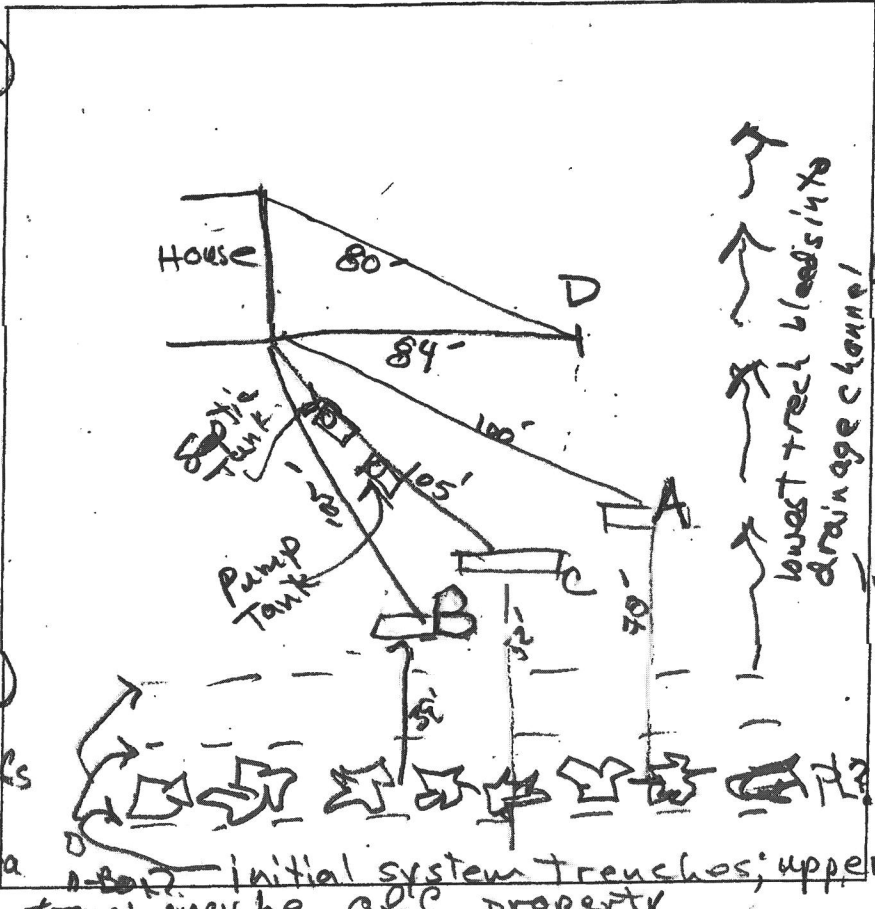 House
80'
D
84'
Septic
Tank
100'
105'
A
Pump
Tank
C
B
70'
52'
lowest trech bleeds into
drainage channel
initial system trenches; upper
property